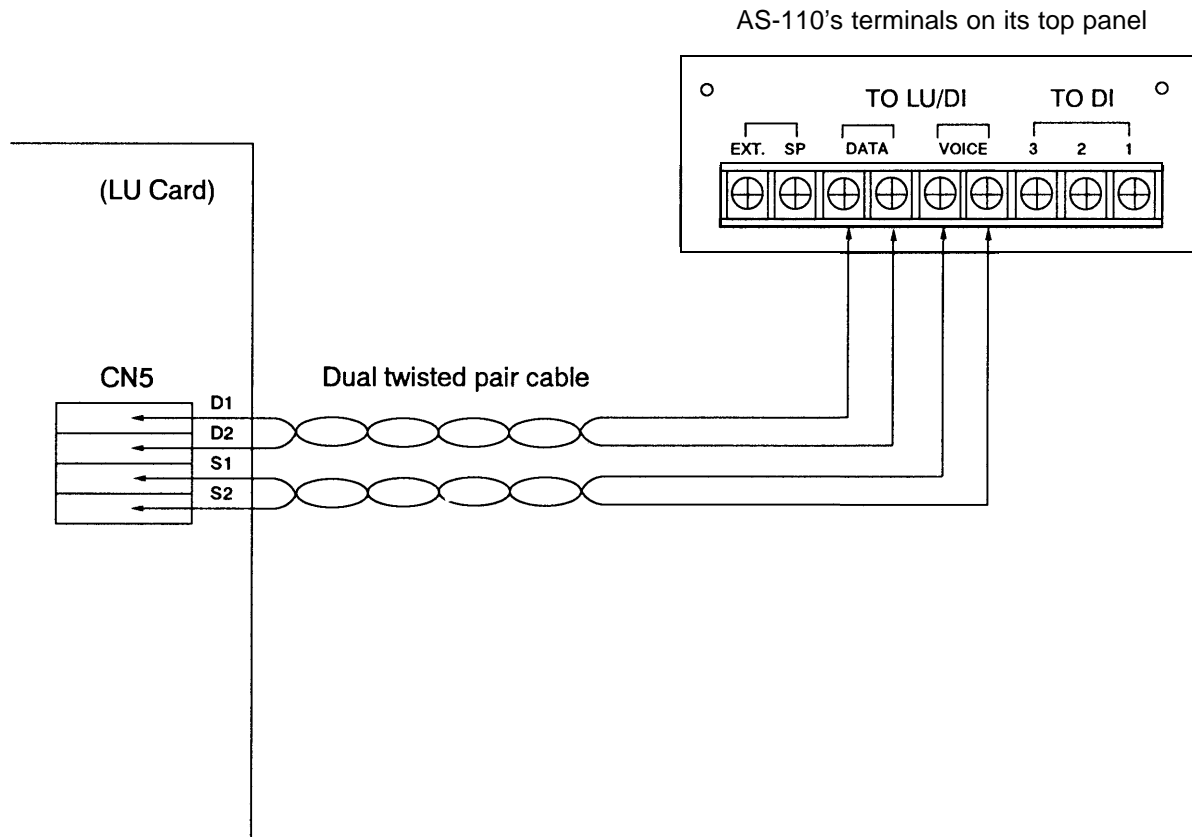 AS-110's terminals on its top panel
TO LU/DI TO DI
EXT. SP DATA VOICE 3 2 1
(LU Card)
CN5
Dual twisted pair cable
D1
D2
S1
S2